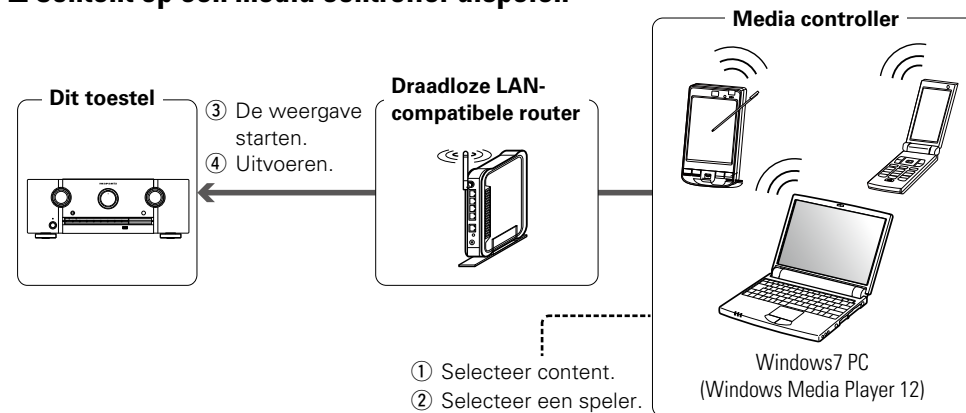 Media controller
Dit toestel
③ De weergave
starten.
④ Uitvoeren.
Draadloze LAN-
compatibele router
① Selecteer content.
② Selecteer een speler.
Windows7 PC
(Windows Media Player 12)